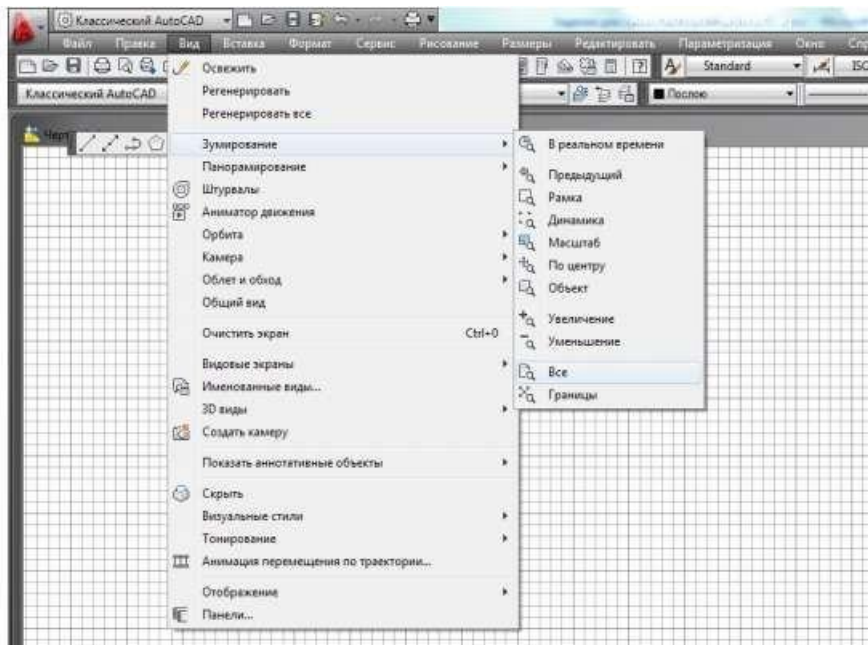 Классический AutoCAD
Файл Правка Вид Вставка Формат Сервис Рисование Размеры Редактировать Параметризация Окно
Standard ISO
Классический AutoCAD Послою
Освежить
Регенерировать
Регенерировать все
Зумирование
Панорамирование
Штурвалы
Аниматор движения
Орбита
Камера
Облет и обход
Общий вид
Очистить экран Ctrl+0
Видовые экраны
Именованные виды...
3D виды
Создать камеру
Показать аннотативные объекты
Скрыть
Визуальные стили
Тонирование
Анимация перемещения по траектории...
Отображение
Панели...
В реальном времени
Предыдущий
Рамка
Динамика
Масштаб
По центру
Объект
Увеличение
Уменьшение
Все
Границы